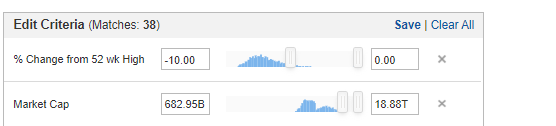 Edit Criteria (Matches: 38) Save | Clear All
% Change from 52 wk High -10.00 0.00 ×
Market Cap 682.95B 18.88T ×